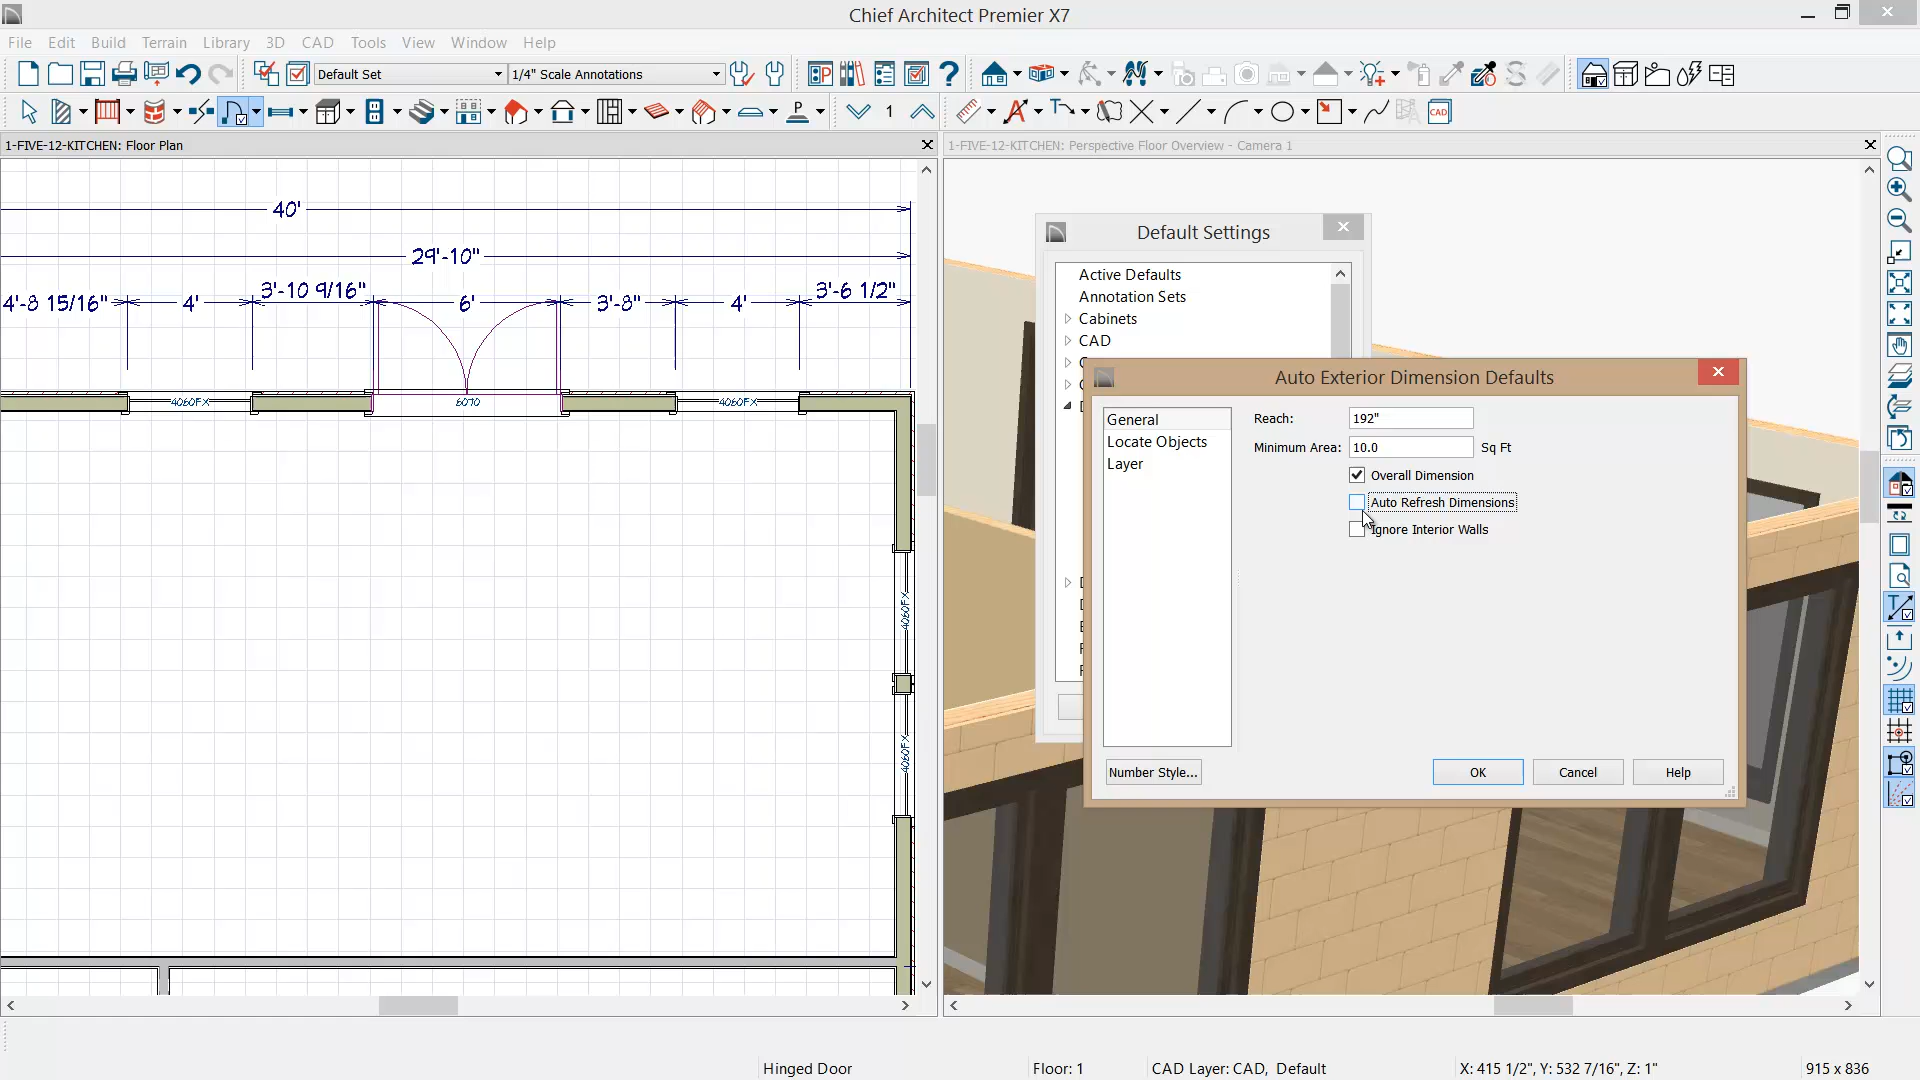 Chief Architect Premier X7
File Edit Build Terrain Library 3D CAD Tools View Window Help
Default Set 1/4" Scale Annotations
1
CAD
1-FIVE-12-KITCHEN: Floor Plan
1-FIVE-12-KITCHEN: Perspective Floor Overview - Camera 1
40'
29'-10"
4'-8 15/16" 4' 3'-10 9/16" 6' 3'-8" 4' 3'-6 1/2"
4060FX 6070 4060FX
4060FX
4060FX
Default Settings
Active Defaults
Annotation Sets
Cabinets
CAD
Auto Exterior Dimension Defaults
General
Locate Objects
Layer
Reach: 192"
Minimum Area: 10.0 Sq Ft
Overall Dimension
Auto Refresh Dimensions
Ignore Interior Walls
Number Style... OK Cancel Help
Hinged Door Floor: 1 CAD Layer: CAD, Default X: 415 1/2", Y: 532 7/16", Z: 1" 915 x 836